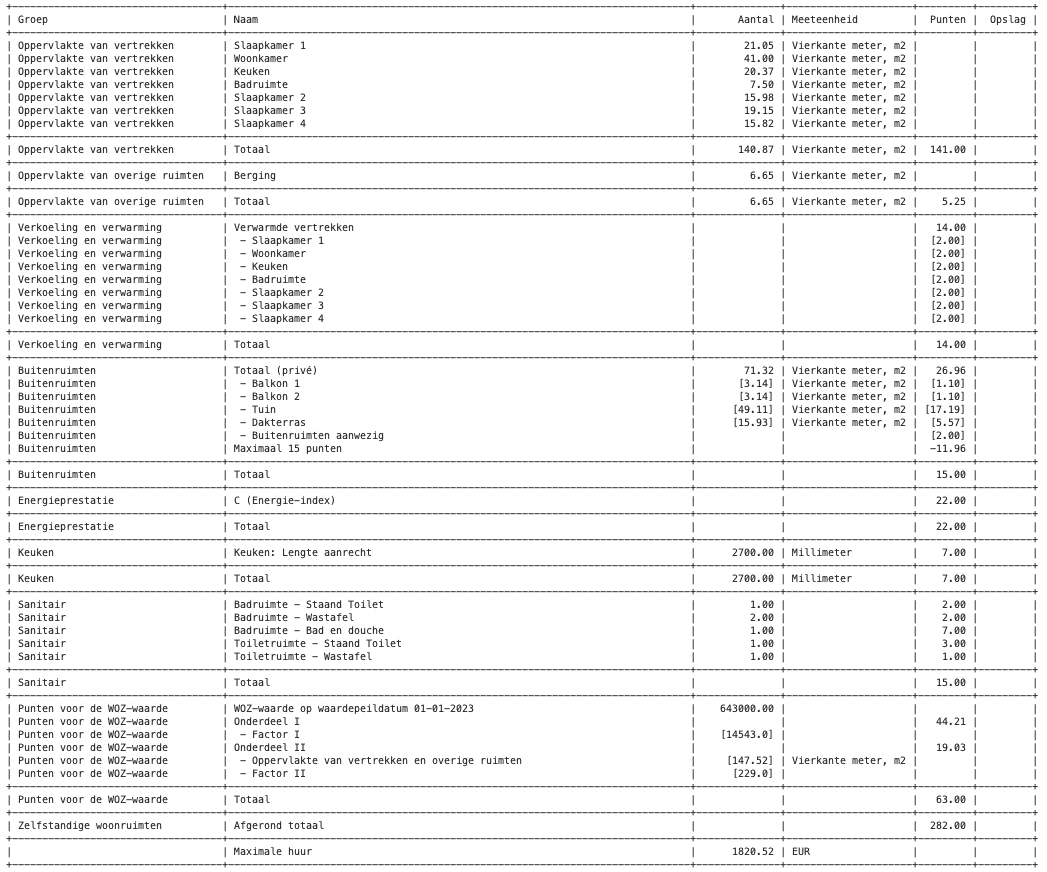 | Groep | Naam | Aantal | Meeteenheid | Punten | Opslag |
| Oppervlakte van vertrekken | Slaapkamer 1 | 21.05 | Vierkante meter, m2 | | |
| Oppervlakte van vertrekken | Woonkamer | 41.00 | Vierkante meter, m2 | | |
| Oppervlakte van vertrekken | Keuken | 20.37 | Vierkante meter, m2 | | |
| Oppervlakte van vertrekken | Badruimte | 7.50 | Vierkante meter, m2 | | |
| Oppervlakte van vertrekken | Slaapkamer 2 | 15.98 | Vierkante meter, m2 | | |
| Oppervlakte van vertrekken | Slaapkamer 3 | 19.15 | Vierkante meter, m2 | | |
| Oppervlakte van vertrekken | Slaapkamer 4 | 15.82 | Vierkante meter, m2 | | |
| Oppervlakte van vertrekken | Totaal | 140.87 | Vierkante meter, m2 | 141.00 | |
| Oppervlakte van overige ruimten | Berging | 6.65 | Vierkante meter, m2 | | |
| Oppervlakte van overige ruimten | Totaal | 6.65 | Vierkante meter, m2 | 5.25 | |
| Verkoeling en verwarming | Verwarmde vertrekken | | | 14.00 | |
| Verkoeling en verwarming | - Slaapkamer 1 | | | [2.00] | |
| Verkoeling en verwarming | - Woonkamer | | | [2.00] | |
| Verkoeling en verwarming | - Keuken | | | [2.00] | |
| Verkoeling en verwarming | - Badruimte | | | [2.00] | |
| Verkoeling en verwarming | - Slaapkamer 2 | | | [2.00] | |
| Verkoeling en verwarming | - Slaapkamer 3 | | | [2.00] | |
| Verkoeling en verwarming | - Slaapkamer 4 | | | [2.00] | |
| Verkoeling en verwarming | Totaal | | | 14.00 | |
| Buitenruimten | Totaal (privé) | 71.32 | Vierkante meter, m2 | 26.96 | |
| Buitenruimten | - Balkon 1 | [3.14] | Vierkante meter, m2 | [1.10] | |
| Buitenruimten | - Balkon 2 | [3.14] | Vierkante meter, m2 | [1.10] | |
| Buitenruimten | - Tuin | [49.11] | Vierkante meter, m2 | [17.19] | |
| Buitenruimten | - Dakterras | [15.93] | Vierkante meter, m2 | [5.57] | |
| Buitenruimten | - Buitenruimten aanwezig | | | [2.00] | |
| Buitenruimten | Maximaal 15 punten | | | -11.96 | |
| Buitenruimten | Totaal | | | 15.00 | |
| Energieprestatie | C (Energie-index) | | | 22.00 | |
| Energieprestatie | Totaal | | | 22.00 | |
| Keuken | Keuken: Lengte aanrecht | 2700.00 | Millimeter | 7.00 | |
| Keuken | Totaal | 2700.00 | Millimeter | 7.00 | |
| Sanitair | Badruimte - Staand Toilet | 1.00 | | 2.00 | |
| Sanitair | Badruimte - Wastafel | 2.00 | | 2.00 | |
| Sanitair | Badruimte - Bad en douche | 1.00 | | 7.00 | |
| Sanitair | Toiletruimte - Staand Toilet | 1.00 | | 3.00 | |
| Sanitair | Toiletruimte - Wastafel | 1.00 | | 1.00 | |
| Sanitair | Totaal | | | 15.00 | |
| Punten voor de WOZ-waarde | WOZ-waarde op waardepeildatum 01-01-2023 | 643000.00 | | | |
| Punten voor de WOZ-waarde | Onderdeel I | | | 44.21 | |
| Punten voor de WOZ-waarde | - Factor I | [14543.0] | | | |
| Punten voor de WOZ-waarde | Onderdeel II | | | 19.03 | |
| Punten voor de WOZ-waarde | - Oppervlakte van vertrekken en overige ruimten | [147.52] | Vierkante meter, m2 | | |
| Punten voor de WOZ-waarde | - Factor II | [229.0] | | | |
| Punten voor de WOZ-waarde | Totaal | | | 63.00 | |
| Zelfstandige woonruimten | Afgerond totaal | | | 282.00 | |
| | Maximale huur | 1820.52 | EUR | | |